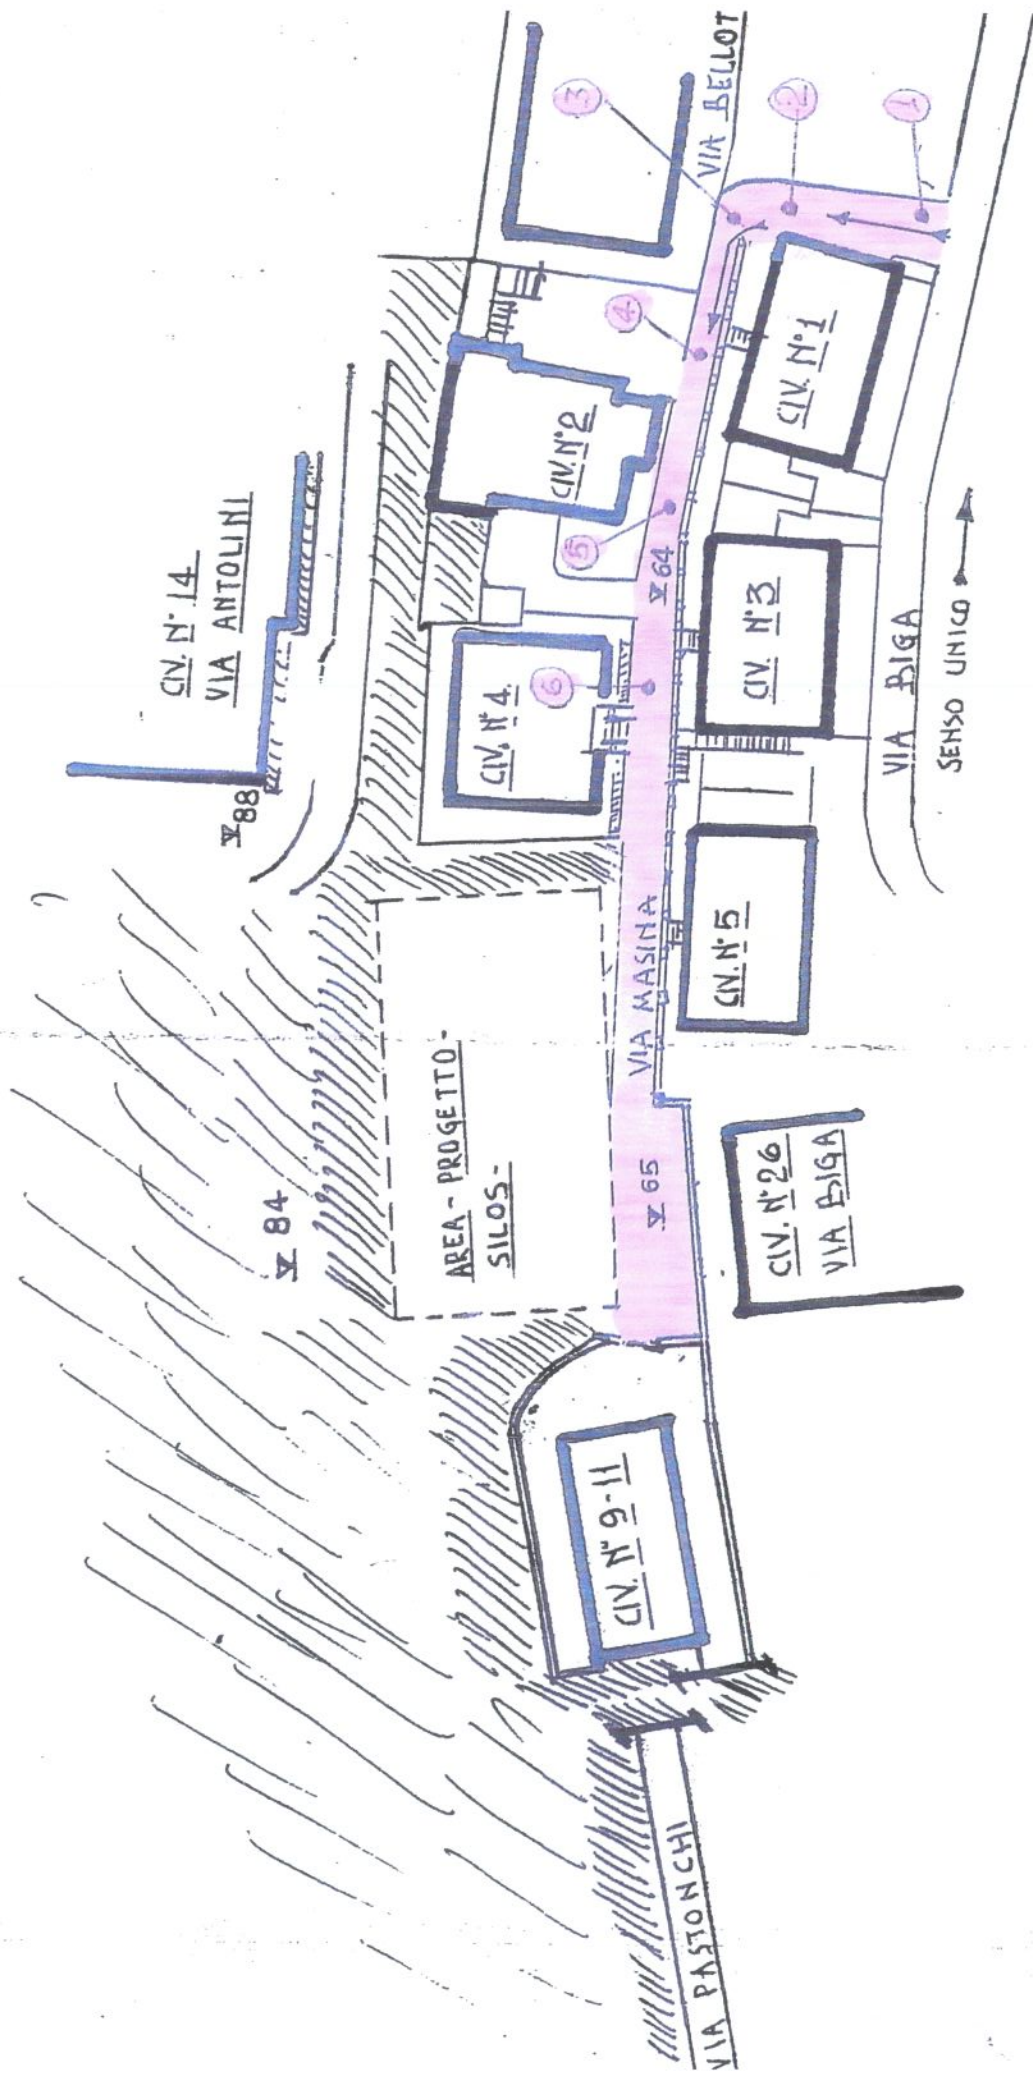 CIV. N° 14
VIA ANTOLINI
V 88
V 84
AREA - PROGETTO -
SILOS -
CIV. N° 4
CIV. N° 2
CIV. N° 9-11
VIA PASTONCHI
VIA MASINA
V 65
V 64
VIA BELLOT
6
5
4
3
2
1
CIV. N° 26
VIA BIGA
CIV. N° 5
CIV. N° 3
CIV. N° 1
VIA BIGA
SENSO UNICO